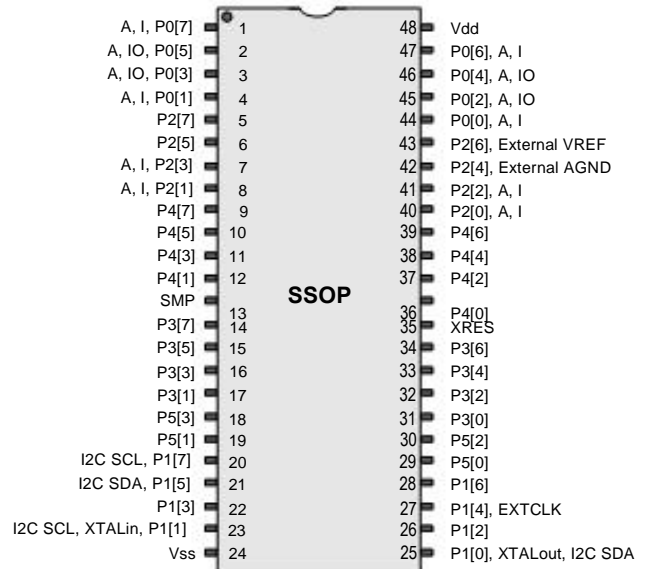 A, I, P0[7] 1 48 Vdd
A, IO, P0[5] 2 47 P0[6], A, I
A, IO, P0[3] 3 46 P0[4], A, IO
A, I, P0[1] 4 45 P0[2], A, IO
P2[7] 5 44 P0[0], A, I
P2[5] 6 43 P2[6], External VREF
A, I, P2[3] 7 42 P2[4], External AGND
A, I, P2[1] 8 41 P2[2], A, I
P4[7] 9 40 P2[0], A, I
P4[5] 10 39 P4[6]
P4[3] 11 38 P4[4]
P4[1] 12 37 P4[2]
SSOP
SMP 13 36 P4[0]
P3[7] 14 35 XRES
P3[5] 15 34 P3[6]
P3[3] 16 33 P3[4]
P3[1] 17 32 P3[2]
P5[3] 18 31 P3[0]
P5[1] 19 30 P5[2]
I2C SCL, P1[7] 20 29 P5[0]
I2C SDA, P1[5] 21 28 P1[6]
P1[3] 22 27 P1[4], EXTCLK
I2C SCL, XTALin, P1[1] 23 26 P1[2]
Vss 24 25 P1[0], XTALout, I2C SDA